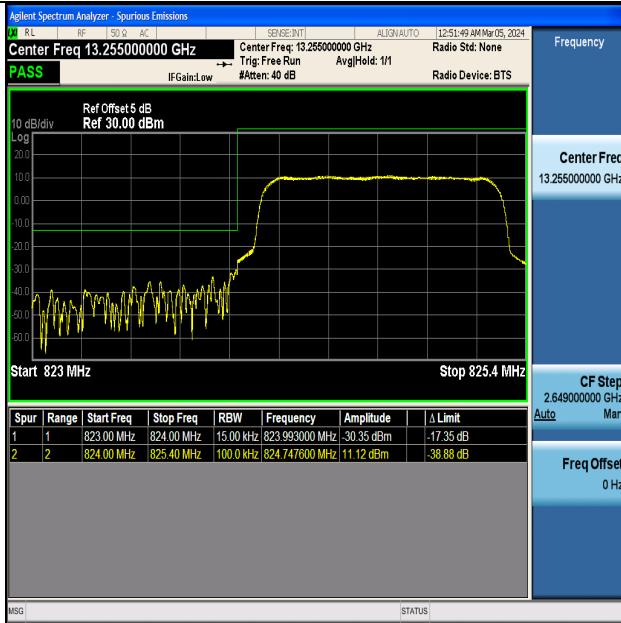 Agilent Spectrum Analyzer - Spurious Emissions
RL RF 50 Ω AC SENSE:INT ALIGN AUTO 12:51:49 AM Mar 05, 2024
Center Freq 13.255000000 GHz Center Freq: 13.255000000 GHz Radio Std: None
Trig: Free Run Avg|Hold: 1/1
PASS IFGain:Low #Atten: 40 dB Radio Device: BTS
Frequency
Ref Offset 5 dB
10 dB/div Ref 30.00 dBm
Log
20.0
10.0
0.00
-10.0
-20.0
-30.0
-40.0
-50.0
-60.0
Start 823 MHz Stop 825.4 MHz
Spur Range Start Freq Stop Freq RBW Frequency Amplitude Δ Limit
1 1 823.00 MHz 824.00 MHz 15.00 kHz 823.993000 MHz -30.35 dBm -17.35 dB
2 2 824.00 MHz 825.40 MHz 100.0 kHz 824.747600 MHz 11.12 dBm -38.88 dB
Center Freq
13.255000000 GHz
CF Step
2.649000000 GHz
Auto Man
Freq Offset
0 Hz
MSG STATUS